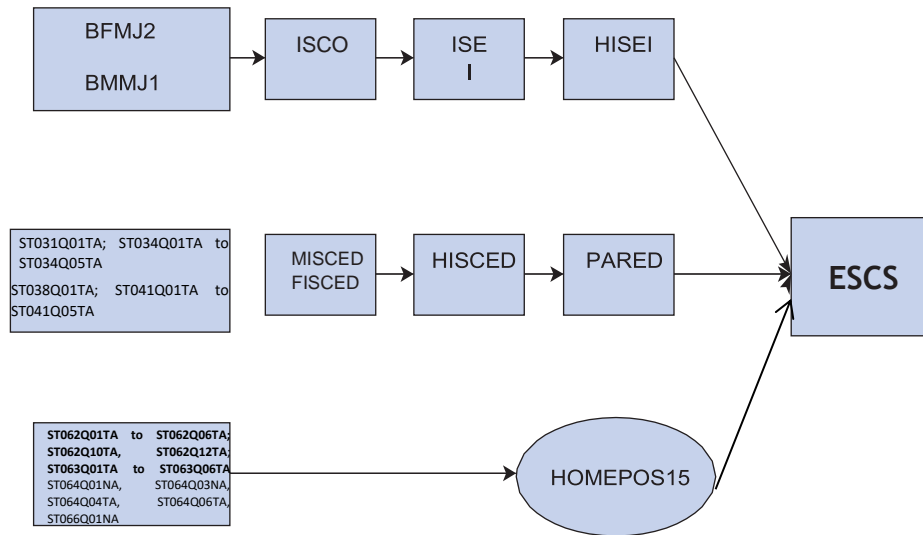 BFMJ2
BMMJ1
ISCO
ISE
I
HISEI
ST031Q01TA; ST034Q01TA to
ST034Q05TA
ST038Q01TA; ST041Q01TA to
ST041Q05TA
MISCED
FISCED
HISCED
PARED
ESCS
ST062Q01TA to ST062Q06TA;
ST062Q10TA, ST062Q12TA;
ST063Q01TA to ST063Q06TA
ST064Q01NA, ST064Q03NA,
ST064Q04TA, ST064Q06TA,
ST066Q01NA
HOMEPOS15